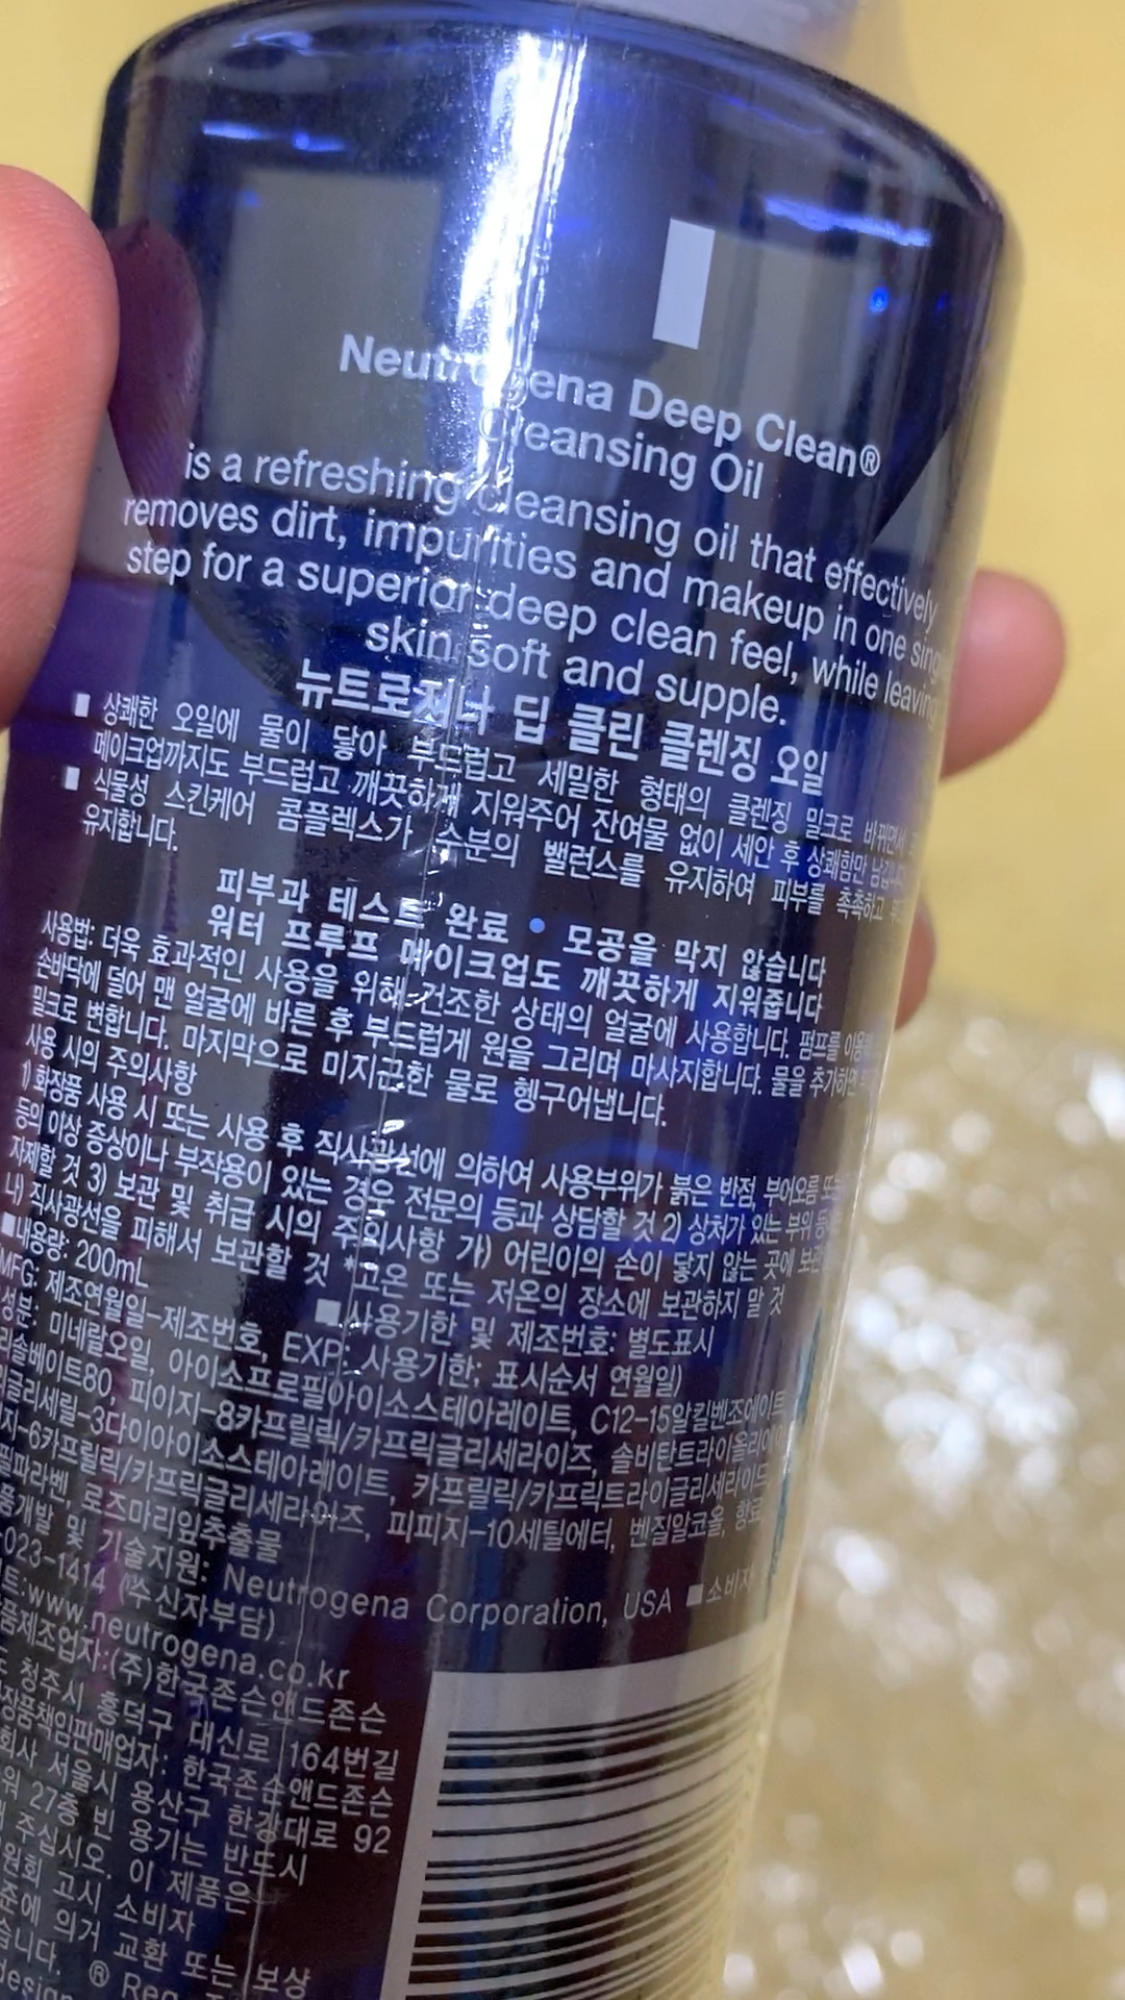 Neutrogena Deep Clean®
Cleansing Oil
is a refreshing cleansing oil that effectively
removes dirt, impurities and makeup in one
step for a superior deep clean feel, while leaving
skin soft and supple.
뉴트로지나 딥 클린 클렌징 오일
■ 상쾌한 오일에 물이 닿아 부드럽고 세밀한 형태의 클렌징 밀크로 바뀌면서
메이크업까지도 부드럽고 깨끗하게 지워주어 잔여물 없이 세안 후 상쾌함만 남깁니다.
■ 식물성 스킨케어 콤플렉스가 수분의 밸런스를 유지하여 피부를 촉촉하고
유지합니다.
피부과 테스트 완료 • 모공을 막지 않습니다
워터 프루프 메이크업도 깨끗하게 지워줍니다
사용법: 더욱 효과적인 사용을 위해 건조한 상태의 얼굴에 사용합니다. 펌프를
손바닥에 덜어 맨 얼굴에 바른 후 부드럽게 원을 그리며 마사지합니다. 물을 추가하면
밀크로 변합니다. 마지막으로 미지근한 물로 헹구어냅니다.
사용 시의 주의사항
1) 화장품 사용 시 또는 사용 후 직사광선에 의하여 사용부위가 붉은 반점, 부어오름 또는
등의 이상 증상이나 부작용이 있는 경우 전문의 등과 상담할 것 2) 상처가 있는 부위
자제할 것 3) 보관 및 취급 시의 주의사항 가) 어린이의 손이 닿지 않는 곳에
나) 직사광선을 피해서 보관할 것 *고온 또는 저온의 장소에 보관하지 말 것
■내용량: 200mL ■사용기한 및 제조번호: 별도표시
MFG: 제조연월일-제조번호, EXP: 사용기한; 표시순서 연월일)
성분: 미네랄오일, 아이소프로필아이소스테아레이트, C12-15알킬벤조에이트
솔베이트80, 피이지-8카프릴릭/카프릭글리세라이즈, 솔비탄트라이올리에이
글리세릴-3다이아이소스테아레이트, 카프릴릭/카프릭트라이글리세라이드
-6카프릴릭/카프릭글리세라이즈, 피피지-10세틸에터, 벤질알코올, 향료
필파라벤, 로즈마리잎추출물
품개발 및 기술지원: Neutrogena Corporation, USA ■소비자
-023-1414 (수신자부담)
트:www.neutrogena.co.kr
품제조업자:(주)한국존슨앤드존슨
청주시 흥덕구 대신로 164번길
화장품책임판매업자: 한국존슨앤드존슨
회사 서울시 용산구 한강대로 92
27층 빈 용기는 반드시
주십시오. 이 제품은
원회 고시 소비자
준에 의거 교환 또는 보상
습니다. ® Reg.
design